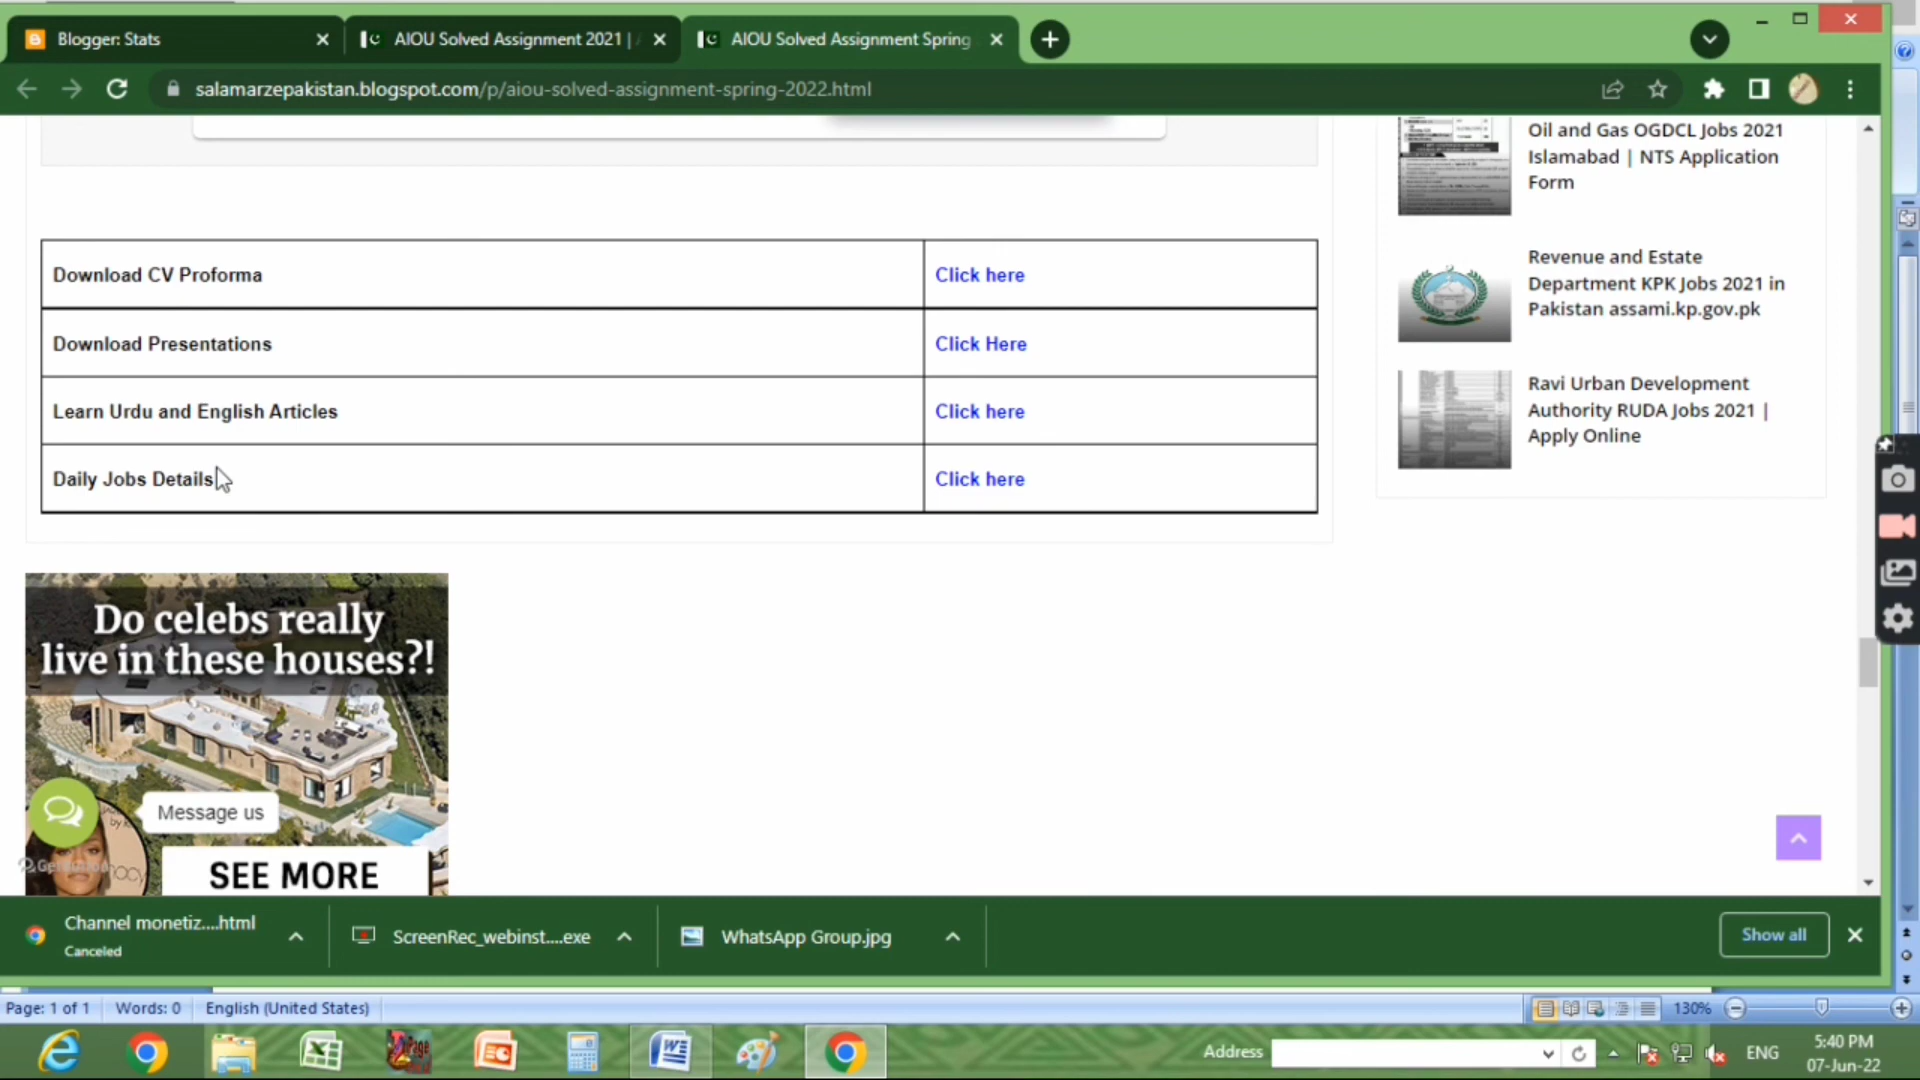 Blogger: Stats
AIOU Solved Assignment 2021 |
AIOU Solved Assignment Spring
salamarzepakistan.blogspot.com/p/aiou-solved-assignment-spring-2022.html
Oil and Gas OGDCL Jobs 2021
Islamabad | NTS Application
Form
Revenue and Estate
Department KPK Jobs 2021 in
Pakistan assami.kp.gov.pk
Ravi Urban Development
Authority RUDA Jobs 2021 |
Apply Online
Download CV Proforma Click here
Download Presentations Click Here
Learn Urdu and English Articles Click here
Daily Jobs Details Click here
Do celebs really
live in these houses?!
Message us
SEE MORE
Channel monetiz....html
Canceled
ScreenRec_webinst....exe
WhatsApp Group.jpg
Show all
Page: 1 of 1 Words: 0 English (United States) 130%
Address ENG
5:40 PM
07-Jun-22